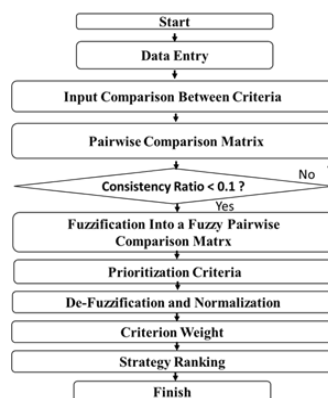 Start
Data Entry
Input Comparison Between Criteria
Pairwise Comparison Matrix
Consistency Ratio < 0.1 ?
No
Yes
Fuzzification Into a Fuzzy Pairwise
Comparison Matrx
Prioritization Criteria
De-Fuzzification and Normalization
Criterion Weight
Strategy Ranking
Finish